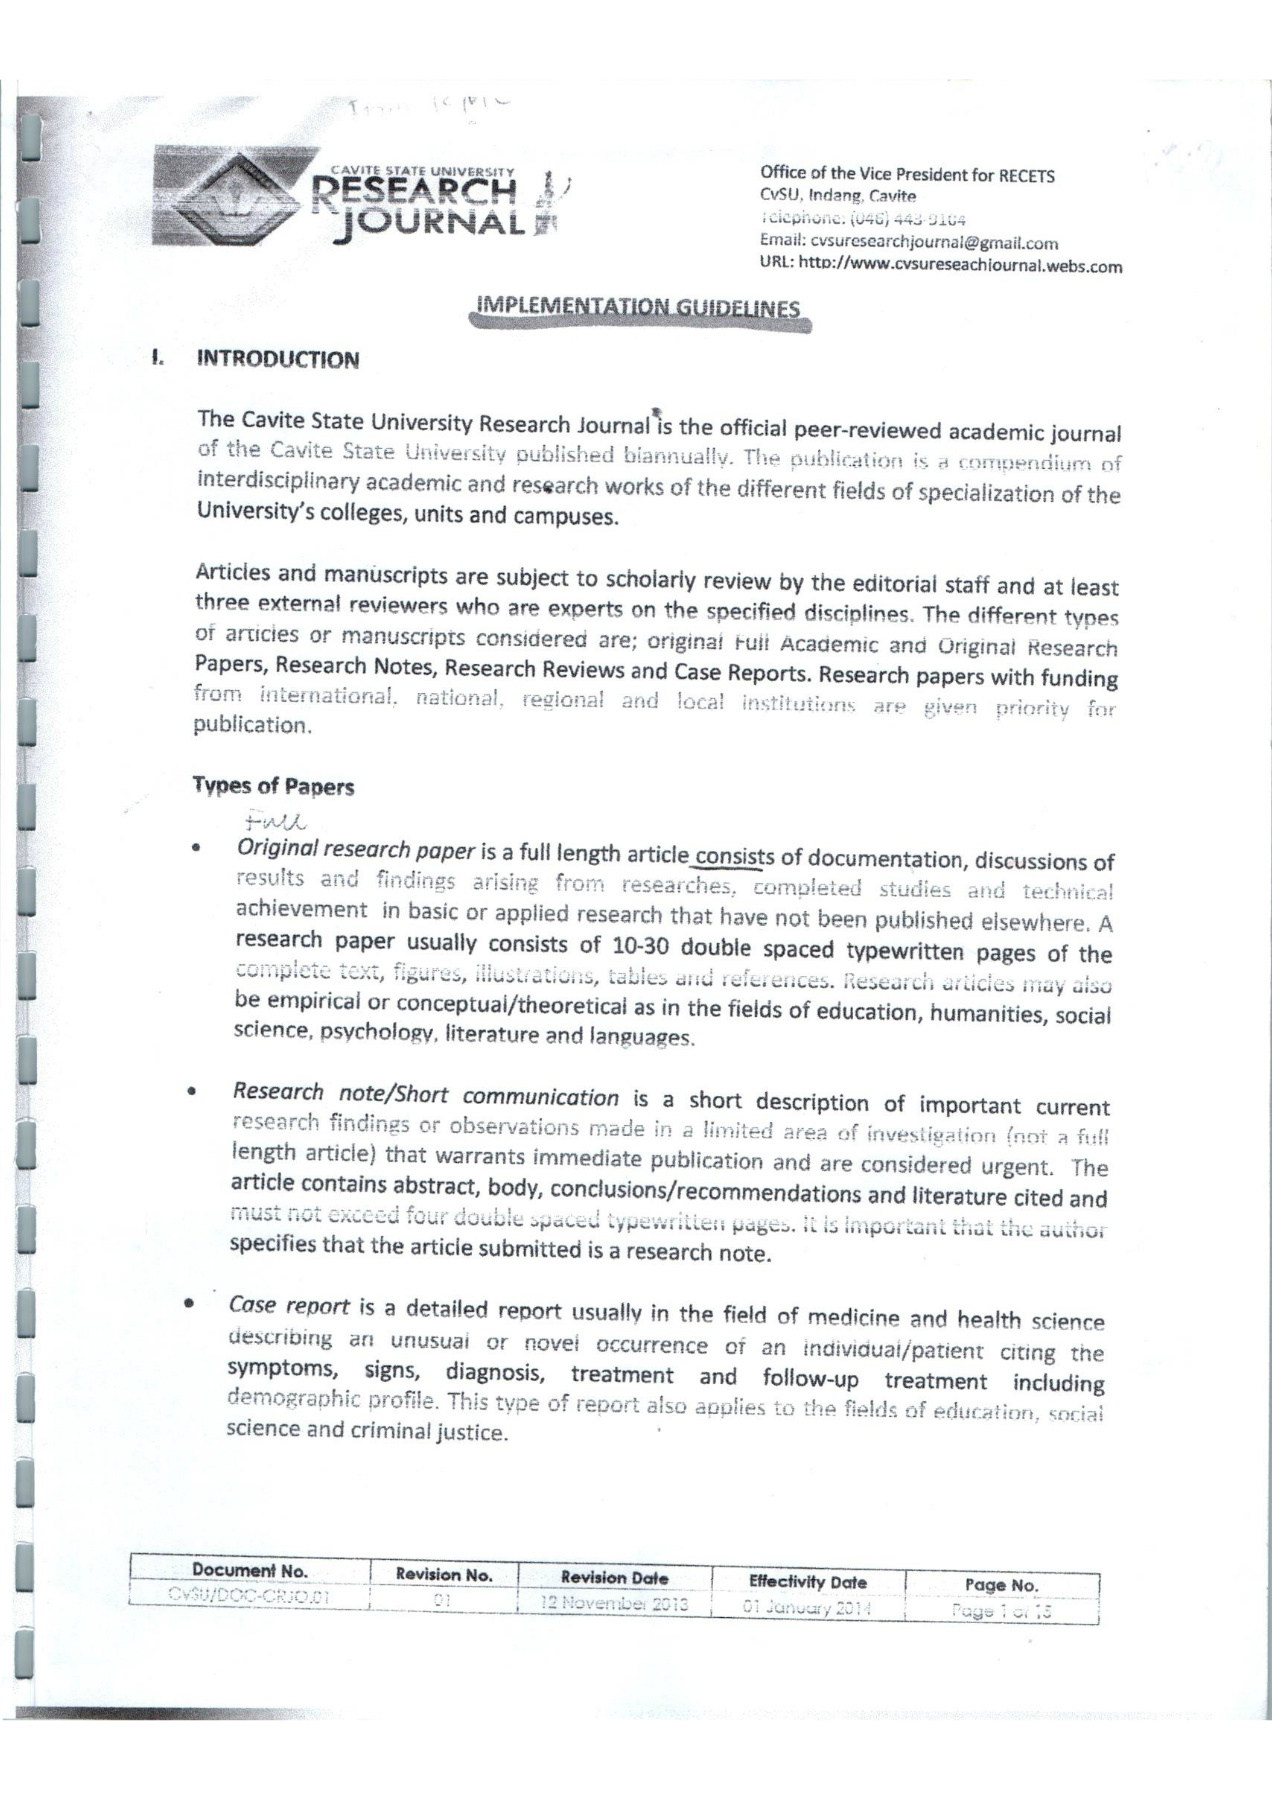 CAVITE STATE UNIVERSITY
RESEARCH
JOURNAL
Office of the Vice President for RECETS
CvSU, Indang, Cavite
Telephone: (046) 443-9104
Email: cvsuresearchjournal@gmail.com
URL: http://www.cvsureseachjournal.webs.com
IMPLEMENTATION GUIDELINES
I. INTRODUCTION
The Cavite State University Research Journal is the official peer-reviewed academic journal
of the Cavite State University published biannually. The publication is a compendium of
interdisciplinary academic and research works of the different fields of specialization of the
University's colleges, units and campuses.
Articles and manuscripts are subject to scholarly review by the editorial staff and at least
three external reviewers who are experts on the specified disciplines. The different types
of articles or manuscripts considered are; original Full Academic and Original Research
Papers, Research Notes, Research Reviews and Case Reports. Research papers with funding
from international, national, regional and local institutions are given priority for
publication.
Types of Papers
Full
• Original research paper is a full length article consists of documentation, discussions of
results and findings arising from researches, completed studies and technical
achievement in basic or applied research that have not been published elsewhere. A
research paper usually consists of 10-30 double spaced typewritten pages of the
complete text, figures, illustrations, tables and references. Research articles may also
be empirical or conceptual/theoretical as in the fields of education, humanities, social
science, psychology, literature and languages.
• Research note/Short communication is a short description of important current
research findings or observations made in a limited area of investigation (not a full
length article) that warrants immediate publication and are considered urgent. The
article contains abstract, body, conclusions/recommendations and literature cited and
must not exceed four double spaced typewritten pages. It is important that the author
specifies that the article submitted is a research note.
• Case report is a detailed report usually in the field of medicine and health science
describing an unusual or novel occurrence of an individual/patient citing the
symptoms, signs, diagnosis, treatment and follow-up treatment including
demographic profile. This type of report also applies to the fields of education, social
science and criminal justice.
Document No. Revision No. Revision Date Effectivity Date Page No.
CvSU/DOC-CRJO.01 01 12 November 2013 01 January 2014 Page 1 of 15